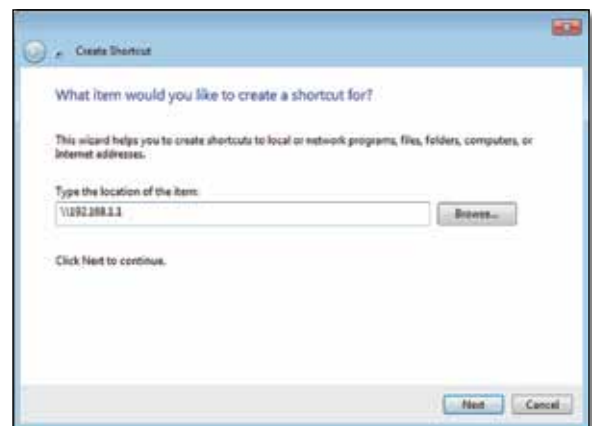 Create Shortcut
What item would you like to create a shortcut for?
This wizard helps you to create shortcuts to local or network programs, files, folders, computers, or
Internet addresses.
Type the location of the item:
\\192.168.1.1
Browse...
Click Next to continue.
Next
Cancel